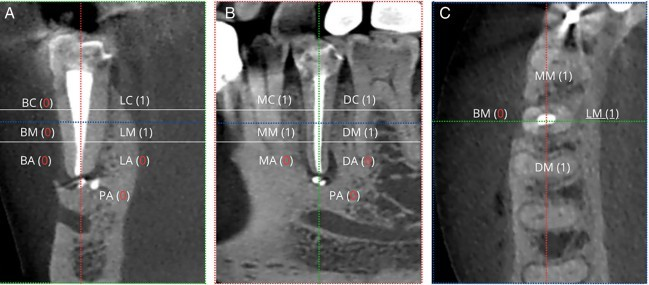 A
BC (0)
LC (1)
BM (0)
LM (1)
BA (0)
LA (0)
PA (0)
B
MC (1)
DC (1)
MM (1)
DM (1)
MA (0)
DA (0)
PA (0)
C
MM (1)
BM (0)
LM (1)
DM (1)